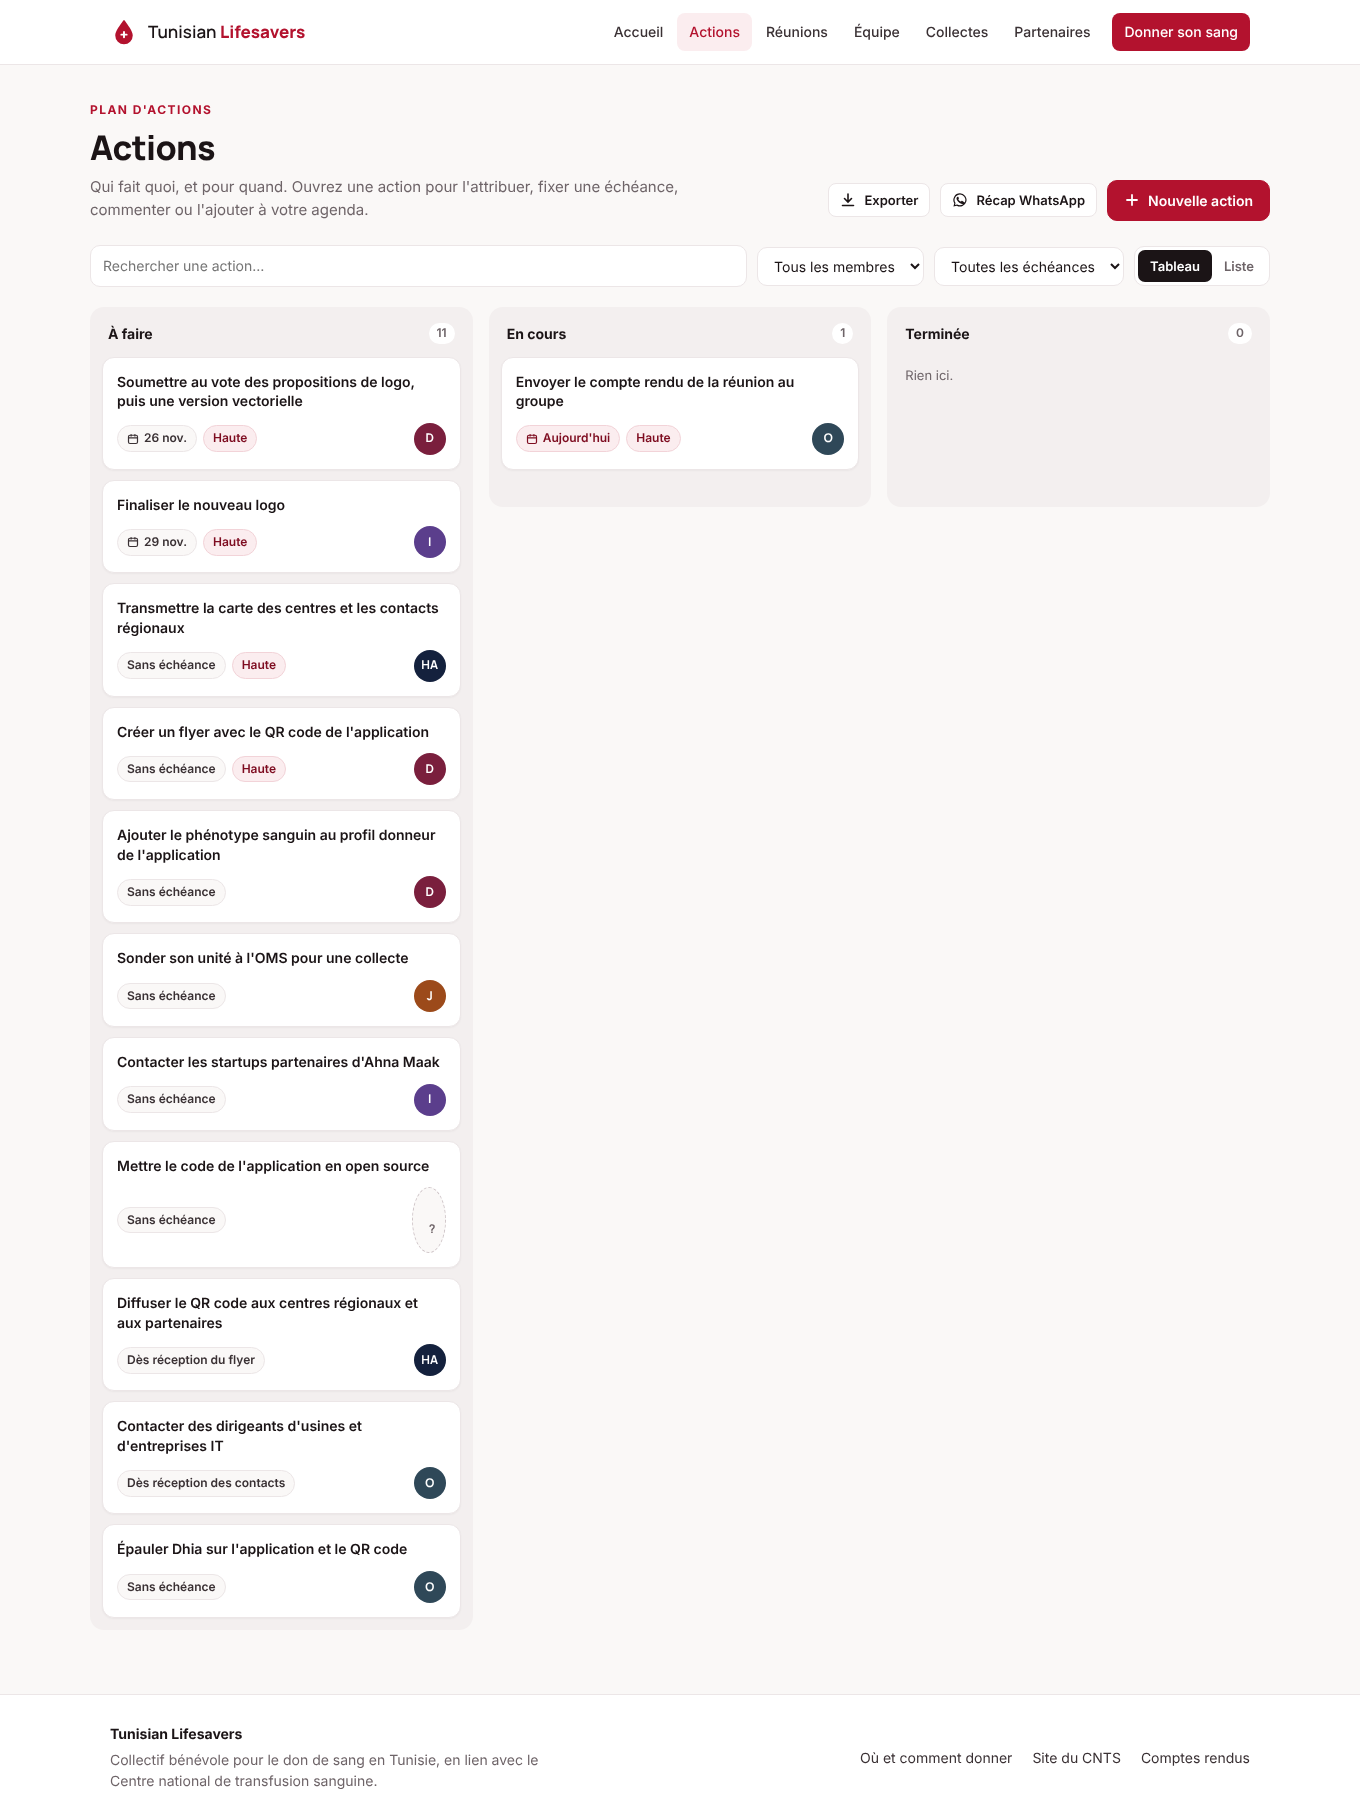 Tunisian Lifesavers
Accueil
Actions
Réunions
Équipe
Collectes
Partenaires
Donner son sang
PLAN D'ACTIONS
Actions
Qui fait quoi, et pour quand. Ouvrez une action pour l'attribuer, fixer une échéance,
commenter ou l'ajouter à votre agenda.
Exporter
Récap WhatsApp
Nouvelle action
Rechercher une action...
Tous les membres
Toutes les échéances
Tableau
Liste
À faire
11
Soumettre au vote des propositions de logo,
puis une version vectorielle
26 nov.
Haute
D
Finaliser le nouveau logo
29 nov.
Haute
I
Transmettre la carte des centres et les contacts
régionaux
Sans échéance
Haute
HA
Créer un flyer avec le QR code de l'application
Sans échéance
Haute
D
Ajouter le phénotype sanguin au profil donneur
de l'application
Sans échéance
D
Sonder son unité à l'OMS pour une collecte
Sans échéance
J
Contacter les startups partenaires d'Ahna Maak
Sans échéance
I
Mettre le code de l'application en open source
Sans échéance
?
Diffuser le QR code aux centres régionaux et
aux partenaires
Dès réception du flyer
HA
Contacter des dirigeants d'usines et
d'entreprises IT
Dès réception des contacts
O
Épauler Dhia sur l'application et le QR code
Sans échéance
O
En cours
1
Envoyer le compte rendu de la réunion au
groupe
Aujourd'hui
Haute
O
Terminée
0
Rien ici.
Tunisian Lifesavers
Collectif bénévole pour le don de sang en Tunisie, en lien avec le
Centre national de transfusion sanguine.
Où et comment donner
Site du CNTS
Comptes rendus